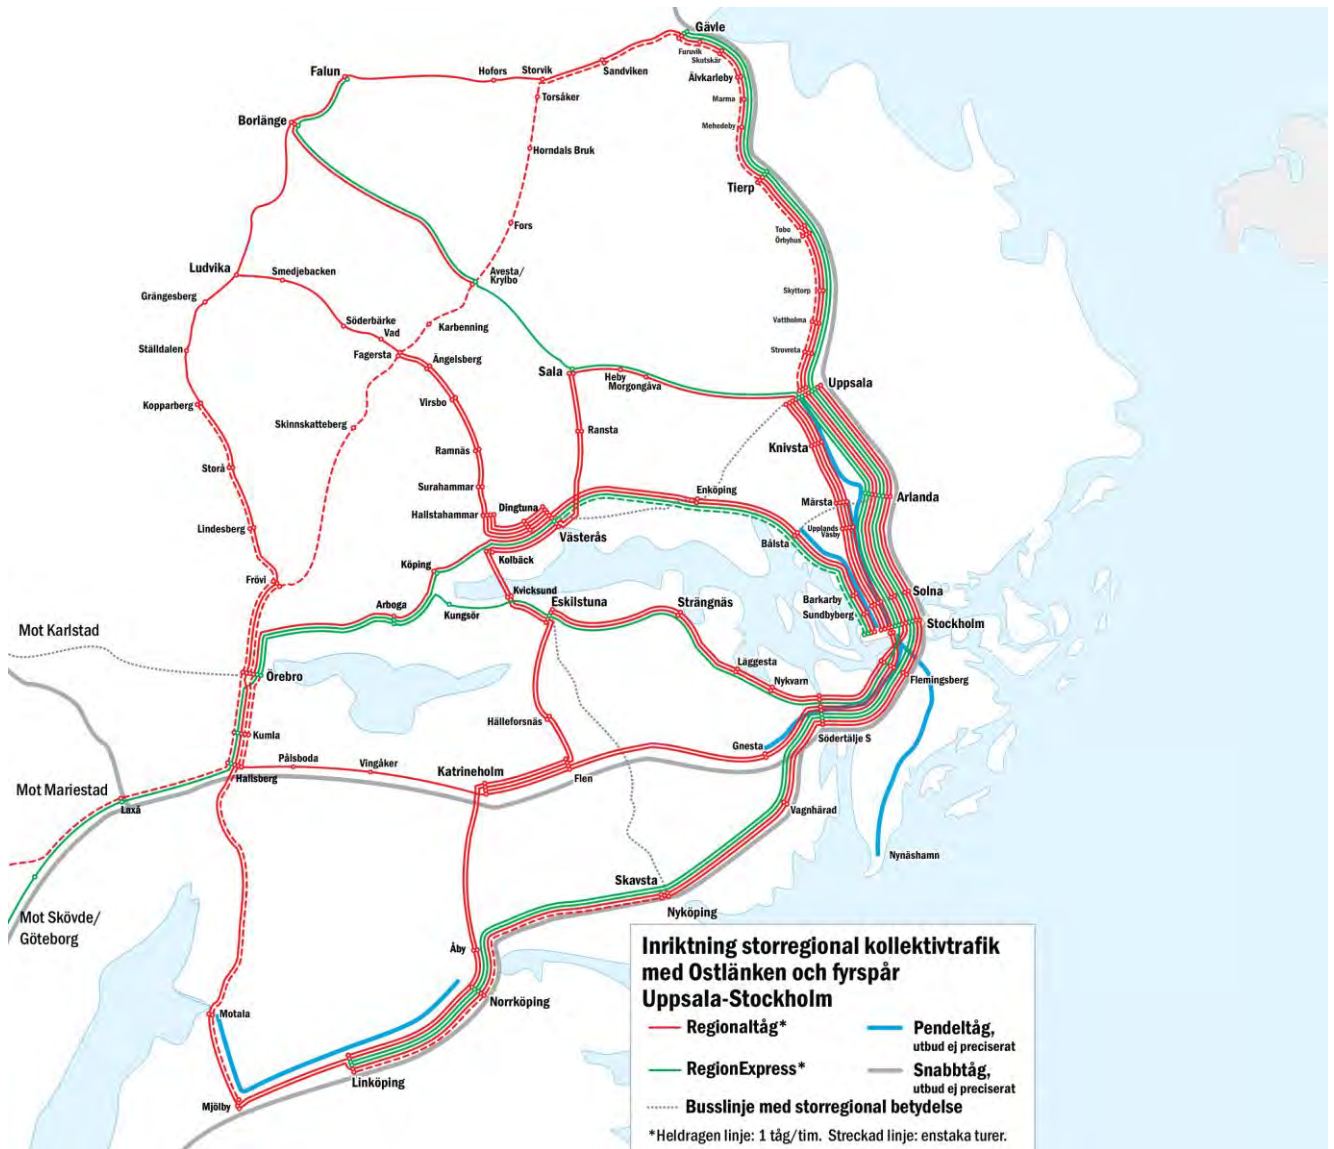 Gävle
Furuvik
Skutskär
Falun
Hofors
Storvik
Sandviken
Älvkarleby
Torsåker
Marma
Borlänge
Mehedeby
Horndals Bruk
Tierp
Fors
Tobo
Örbyhus
Ludvika
Smedjebacken
Avesta/
Krylbo
Grängesberg
Skyttorp
Söderbärke
Karbenning
Vattholma
Vad
Ställdalen
Fagersta
Ängelsberg
Storvreta
Sala
Heby
Morgongåva
Uppsala
Kopparberg
Virsbo
Skinnskatteberg
Ransta
Knivsta
Ramnäs
Storå
Surahammar
Enköping
Arlanda
Märsta
Hallstahammar
Dingtuna
Lindesberg
Upplands
Väsby
Västerås
Bålsta
Kolbäck
Köping
Frövi
Kvicksund
Solna
Barkarby
Eskilstuna
Strängnäs
Arboga
Kungsör
Sundbyberg
Stockholm
Mot Karlstad
Läggesta
Örebro
Nykvarn
Flemingsberg
Hälleforsnäs
Kumla
Södertälje S
Gnesta
Pålsboda
Vingåker
Katrineholm
Hallsberg
Flen
Mot Mariestad
Laxå
Vagnhärad
Nynäshamn
Skavsta
Nyköping
Mot Skövde/
Göteborg
Åby
Norrköping
Motala
Linköping
Mjölby
Inriktning storregional kollektivtrafik
med Ostlänken och fyrspår
Uppsala-Stockholm
Regionaltåg*
Pendeltåg,
utbud ej preciserat
RegionExpress*
Snabbtåg,
utbud ej preciserat
Busslinje med storregional betydelse
*Heldragen linje: 1 tåg/tim. Streckad linje: enstaka turer.